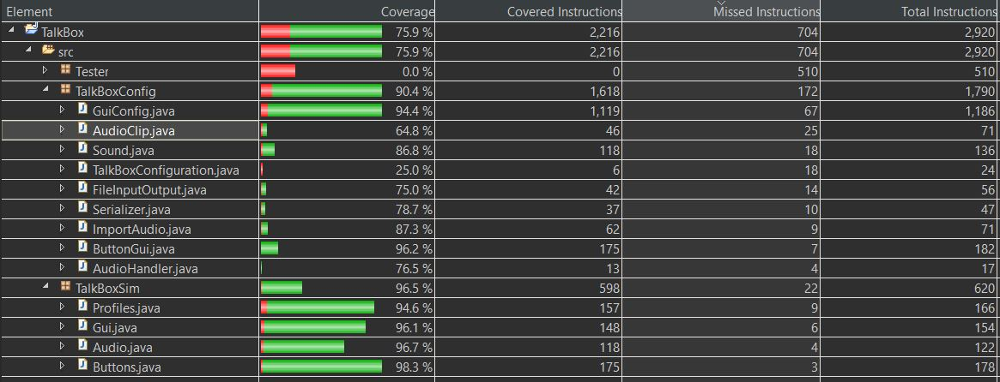 Element Coverage Covered Instructions Missed Instructions Total Instructions
TalkBox 75.9 % 2,216 704 2,920
src 75.9 % 2,216 704 2,920
Tester 0.0 % 0 510 510
TalkBoxConfig 90.4 % 1,618 172 1,790
GuiConfig.java 94.4 % 1,119 67 1,186
AudioClip.java 64.8 % 46 25 71
Sound.java 86.8 % 118 18 136
TalkBoxConfiguration.java 25.0 % 6 18 24
FileInputOutput.java 75.0 % 42 14 56
Serializer.java 78.7 % 37 10 47
ImportAudio.java 87.3 % 62 9 71
ButtonGui.java 96.2 % 175 7 182
AudioHandler.java 76.5 % 13 4 17
TalkBoxSim 96.5 % 598 22 620
Profiles.java 94.6 % 157 9 166
Gui.java 96.1 % 148 6 154
Audio.java 96.7 % 118 4 122
Buttons.java 98.3 % 175 3 178